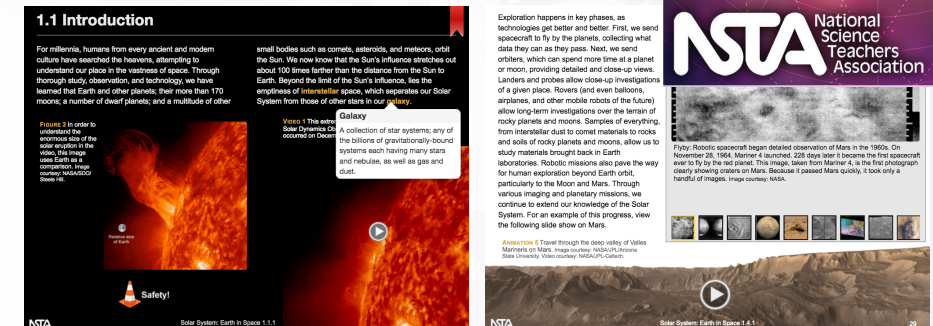 1.1 Introduction
For millennia, humans from every ancient and modern
culture have searched the heavens, attempting to
understand our place in the vastness of space. Through
thorough study, observation, and technology, we have
learned that Earth and other planets; their more than 170
moons; a number of dwarf planets; and a multitude of other
small bodies such as comets, asteroids, and meteors, orbit
the Sun. We now know that the Sun's influence stretches out
about 100 times farther than the distance from the Sun to
Earth. Beyond the limit of the Sun's influence, lies the
emptiness of interstellar space, which separates our Solar
System from those of other stars in our galaxy.
Galaxy
A collection of star systems; any of
the billions of gravitationally-bound
systems each having many stars
and nebulae, as well as gas and
dust.
FIGURE 2 In order to
understand the
enormous size of the
solar eruption in the
video, this image
uses Earth as a
comparison. Image
courtesy: NASA/SDO/
Steele Hill.
VIDEO 1 This extre
Solar Dynamics Ob
occurred on Decem
Relative size
of Earth
Safety!
NSTA
Solar System: Earth in Space 1.1.1
Exploration happens in key phases, as
technologies get better and better. First, we send
spacecraft to fly by the planets, collecting what
data they can as they pass. Next, we send
orbiters, which can spend more time at a planet
or moon, providing detailed and close-up views.
Landers and probes allow close-up investigations
of a given place. Rovers (and even balloons,
airplanes, and other mobile robots of the future)
allow long-term investigations over the terrain of
rocky planets and moons. Samples of everything,
from interstellar dust to comet materials to rocks
and soils of rocky planets and moons, allow us to
study materials brought back in Earth
laboratories. Robotic missions also pave the way
for human exploration beyond Earth orbit,
particularly to the Moon and Mars. Through
various imaging and planetary missions, we
continue to extend our knowledge of the Solar
System. For an example of this progress, view
the following slide show on Mars.
ANIMATION 5 Travel through the deep valley of Valles
Marineris on Mars. Image courtesy: NASA/JPL/Arizona
State University. Video courtesy: NASA/JPL-Caltech.
NSTA
National
Science
Teachers
Association
Flyby: Robotic spacecraft began detailed observation of Mars in the 1960s. On
November 28, 1964, Mariner 4 launched. 228 days later it became the first spacecraft
ever to fly by the red planet. This image, taken from Mariner 4, is the first photograph
clearly showing craters on Mars. Because it passed Mars quickly, it took only a
handful of images. Image courtesy: NASA.
NSTA
Solar System: Earth in Space 1.4.1
29